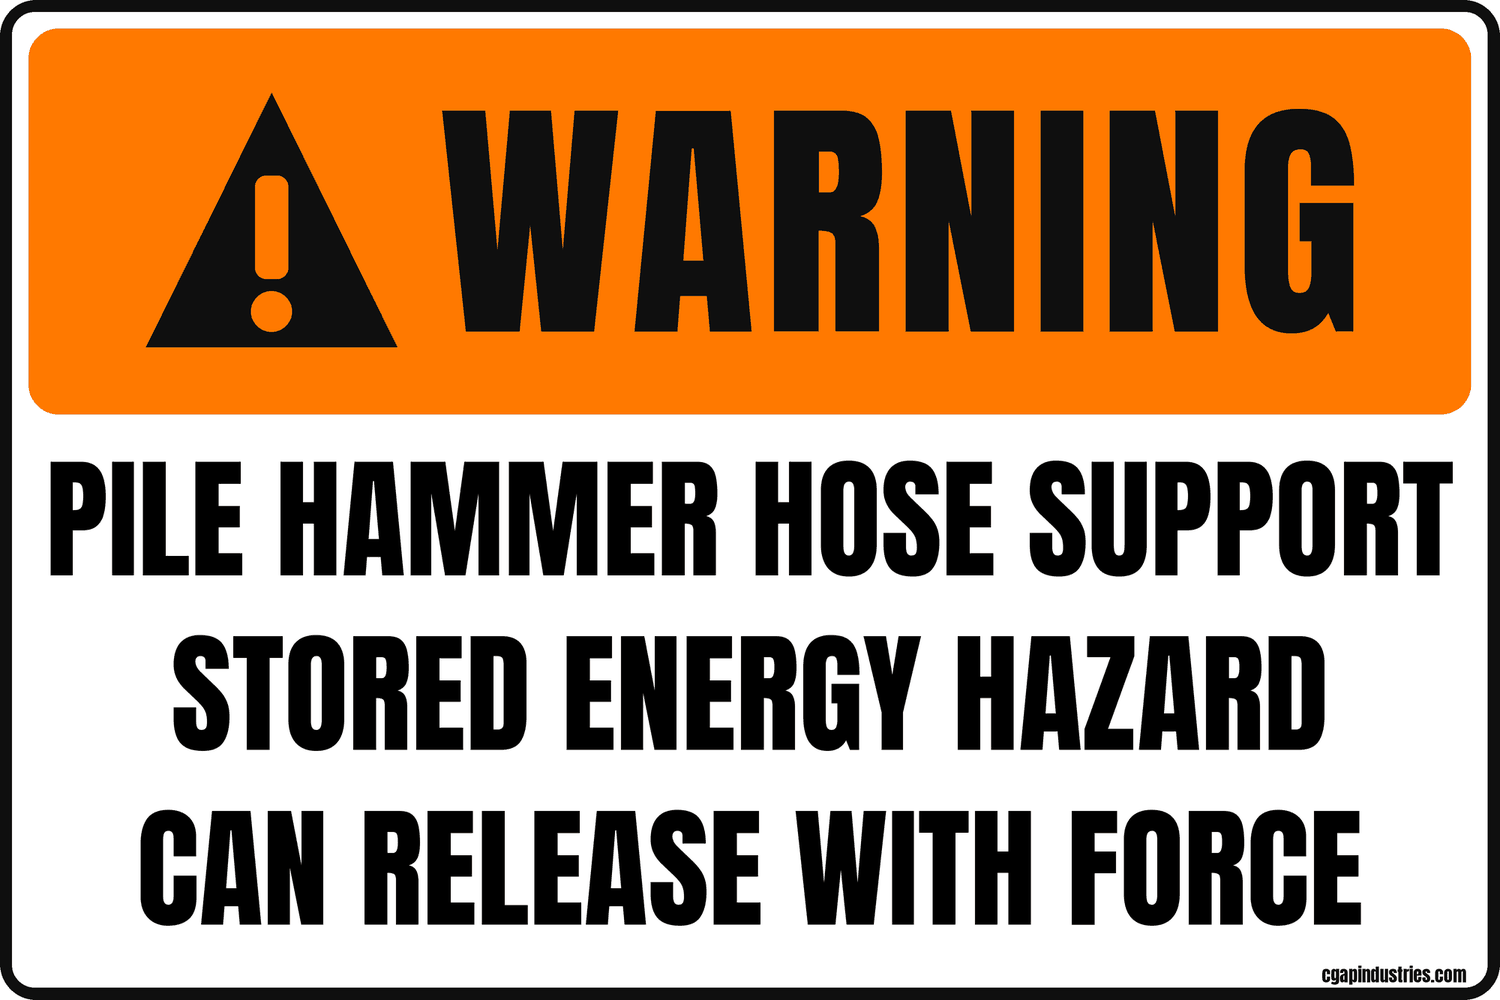 WARNING
PILE HAMMER HOSE SUPPORT
STORED ENERGY HAZARD
CAN RELEASE WITH FORCE
cgapindustries.com